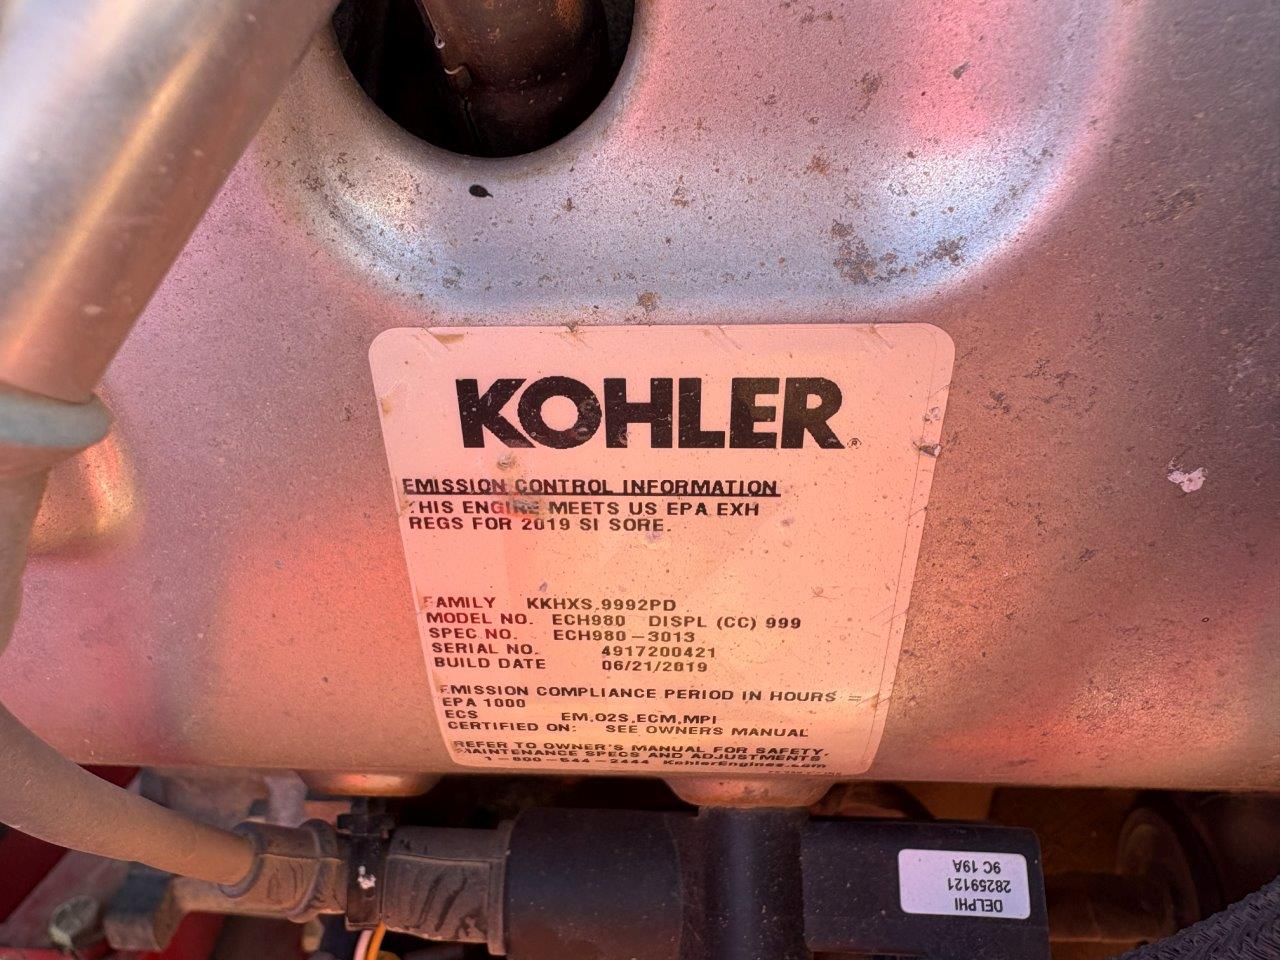 KOHLER®
EMISSION CONTROL INFORMATION
THIS ENGINE MEETS US EPA EXH
REGS FOR 2019 SI SORE.
FAMILY KKHXS.9992PD
MODEL NO. ECH980 DISPL (CC) 999
SPEC NO. ECH980-3013
SERIAL NO. 4917200421
BUILD DATE 06/21/2019
EMISSION COMPLIANCE PERIOD IN HOURS =
EPA 1000
ECS EM,O2S,ECM,MPI
CERTIFIED ON: SEE OWNERS MANUAL
REFER TO OWNER'S MANUAL FOR SAFETY,
MAINTENANCE SPECS AND ADJUSTMENTS
1-800-544-2444 KohlerEngines.com
DELPHI
28259121
9C 19A